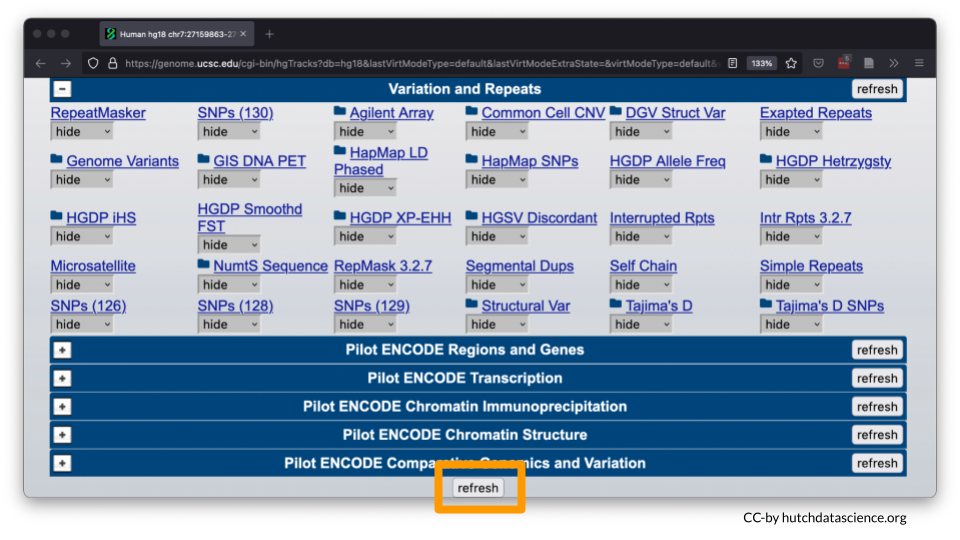 Human hg18 chr7:27159863-27
https://genome.ucsc.edu/cgi-bin/hgTracks?db=hg18&lastVirtModeType=default&lastVirtModeExtraState=&virtModeType=default& 133%
- Variation and Repeats refresh
RepeatMasker SNPs (130) Agilent Array Common Cell CNV DGV Struct Var Exapted Repeats
hide hide hide hide hide hide
Genome Variants GIS DNA PET HapMap LD Phased HapMap SNPs HGDP Allele Freq HGDP Hetrzygsty
hide hide hide hide hide hide
HGDP iHS HGDP Smoothd FST HGDP XP-EHH HGSV Discordant Interrupted Rpts Intr Rpts 3.2.7
hide hide hide hide hide hide
Microsatellite NumtS Sequence RepMask 3.2.7 Segmental Dups Self Chain Simple Repeats
hide hide hide hide hide hide
SNPs (126) SNPs (128) SNPs (129) Structural Var Tajima's D Tajima's D SNPs
hide hide hide hide hide hide
+ Pilot ENCODE Regions and Genes refresh
+ Pilot ENCODE Transcription refresh
+ Pilot ENCODE Chromatin Immunoprecipitation refresh
+ Pilot ENCODE Chromatin Structure refresh
+ Pilot ENCODE Comparative Genomics and Variation refresh
refresh
CC-by hutchdatascience.org